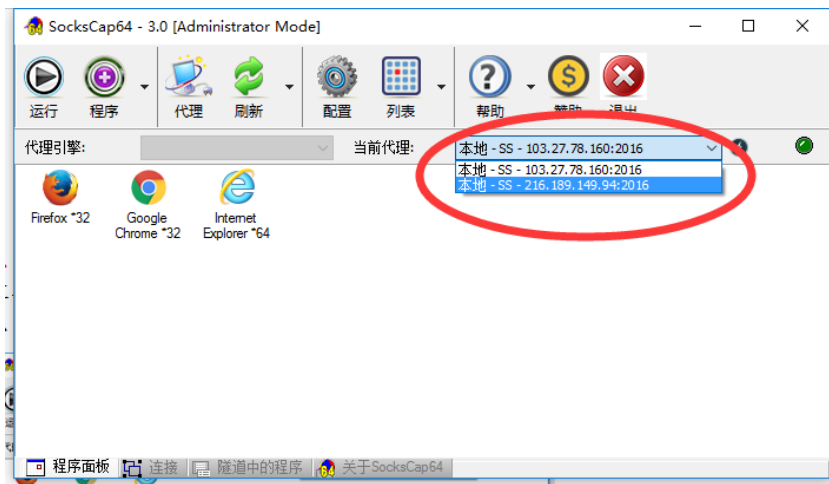 SocksCap64 - 3.0 [Administrator Mode]
运行 程序 代理 刷新 配置 列表 帮助 赞助 退出
代理引擎: 当前代理: 本地 - SS - 103.27.78.160:2016
本地 - SS - 103.27.78.160:2016
本地 - SS - 216.189.149.94:2016
Firefox *32 Google Chrome *32 Internet Explorer *64
程序面板 连接 隧道中的程序 关于SocksCap64